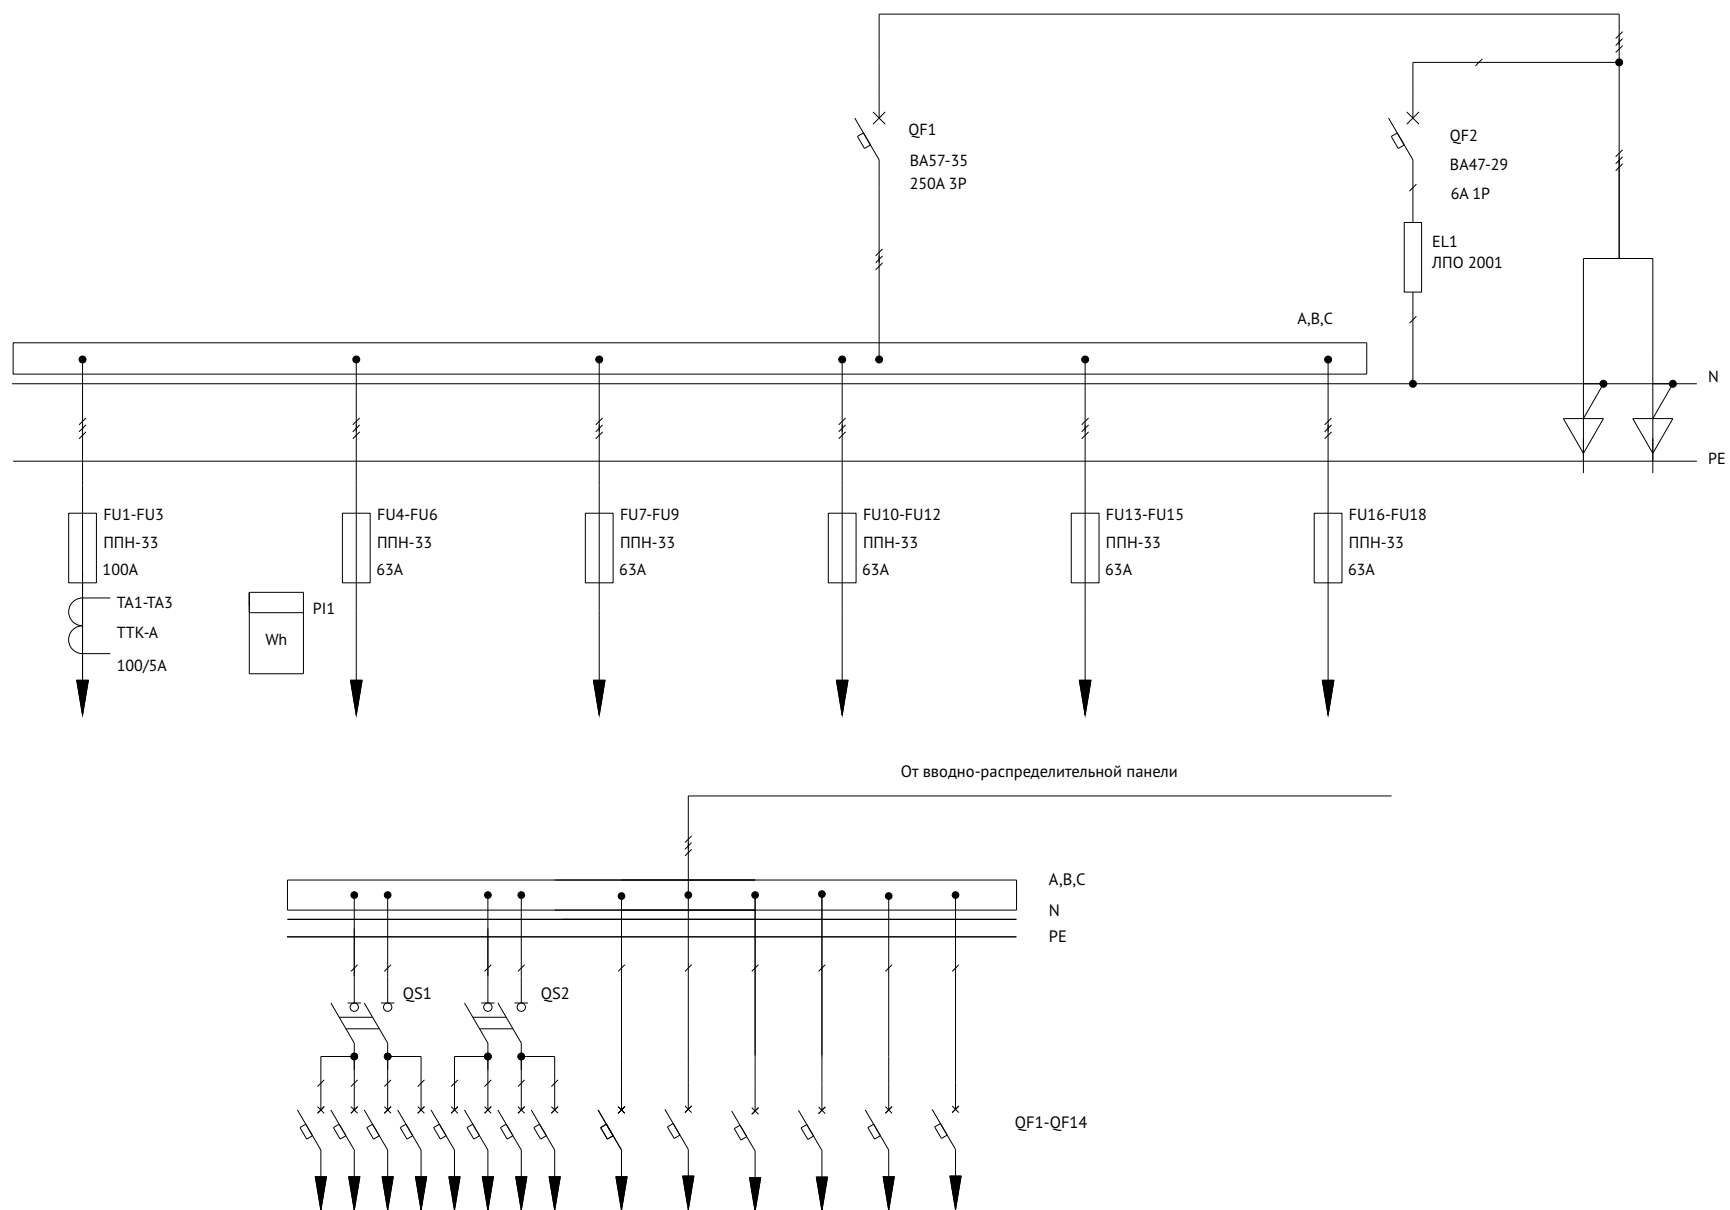 QF1
ВА57-35
250А 3Р
QF2
ВА47-29
6А 1Р
EL1
ЛПО 2001
A,B,C
N
PE
FU1-FU3
ППН-33
100А
FU4-FU6
ППН-33
63А
FU7-FU9
ППН-33
63А
FU10-FU12
ППН-33
63А
FU13-FU15
ППН-33
63А
FU16-FU18
ППН-33
63А
TA1-TA3
ТТК-А
100/5А
PI1
Wh
От вводно-распределительной панели
A,B,C
N
PE
QS1
QS2
QF1-QF14